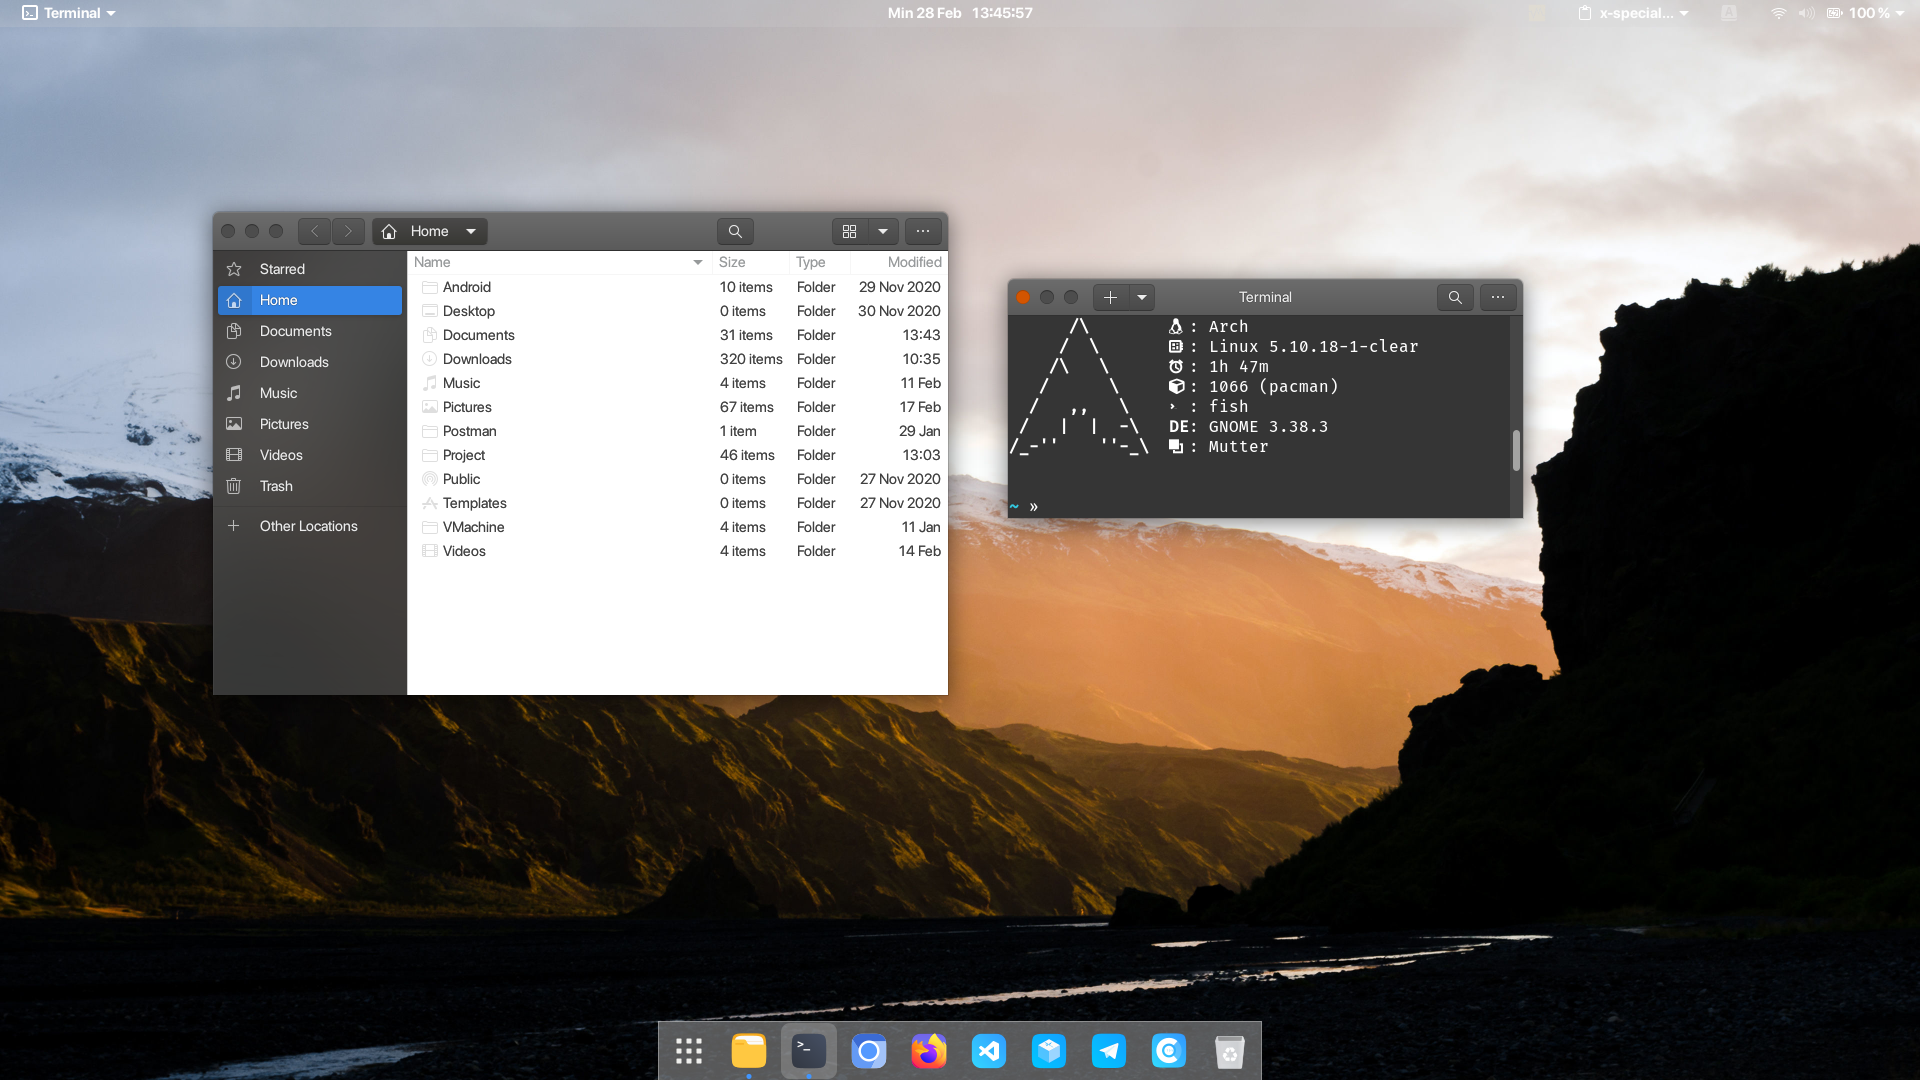 Terminal
Min 28 Feb 13:45:57
x-special...
100 %
Home
Starred
Home
Documents
Downloads
Music
Pictures
Videos
Trash
Other Locations
Name Size Type Modified
Android 10 items Folder 29 Nov 2020
Desktop 0 items Folder 30 Nov 2020
Documents 31 items Folder 13:43
Downloads 320 items Folder 10:35
Music 4 items Folder 11 Feb
Pictures 67 items Folder 17 Feb
Postman 1 item Folder 29 Jan
Project 46 items Folder 13:03
Public 0 items Folder 27 Nov 2020
Templates 0 items Folder 27 Nov 2020
VMachine 4 items Folder 11 Jan
Videos 4 items Folder 14 Feb
Terminal
: Arch
: Linux 5.10.18-1-clear
: 1h 47m
: 1066 (pacman)
: fish
DE: GNOME 3.38.3
: Mutter
~ »